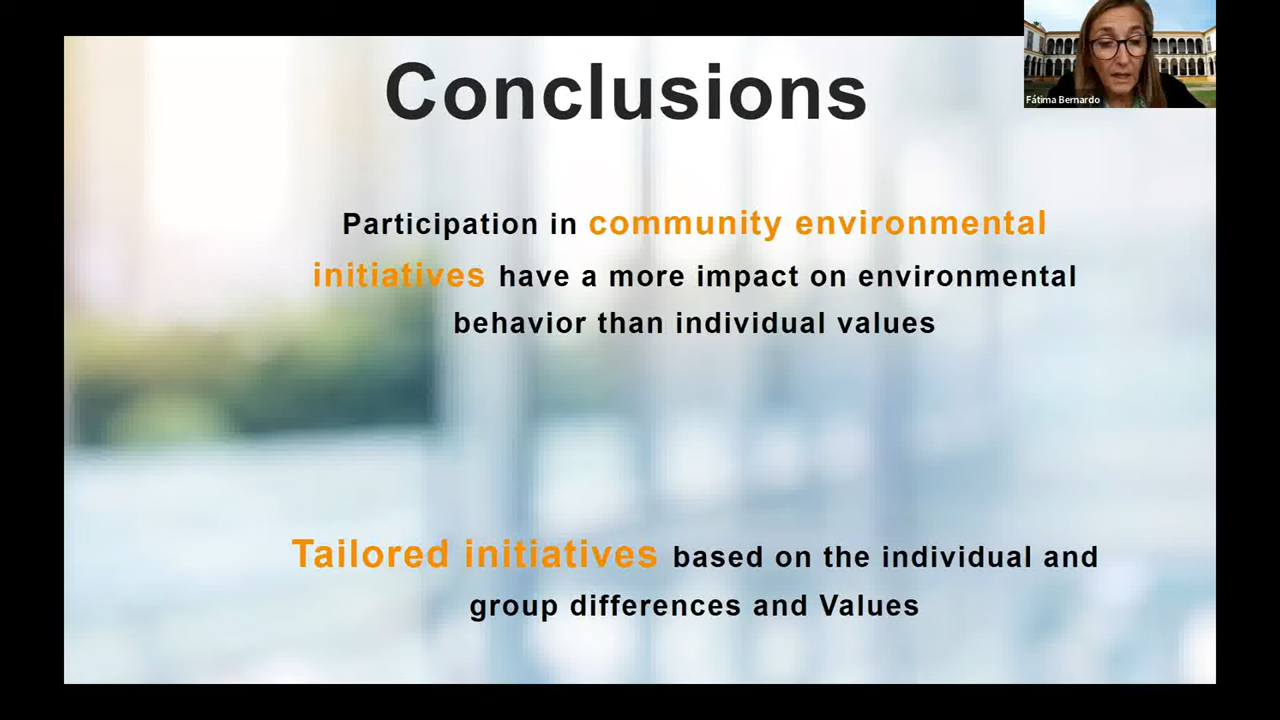 Conclusions
Fátima Bernardo
Participation in community environmental
initiatives have a more impact on environmental
behavior than individual values
Tailored initiatives based on the individual and
group differences and Values